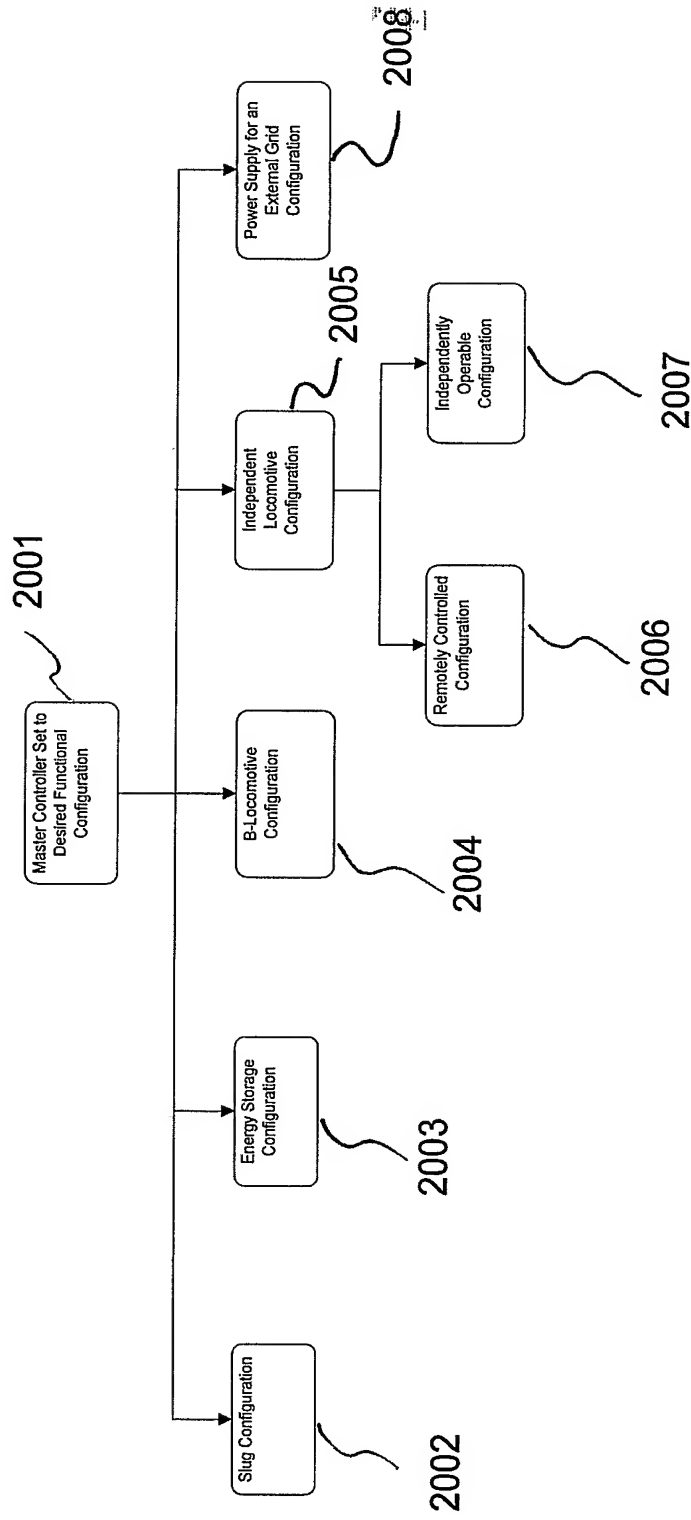 2001
Master Controller Set to
Desired Functional
Configuration
Slug Configuration
2002
Energy Storage
Configuration
2003
B-Locomotive
Configuration
2004
Independent
Locomotive
Configuration
2005
Power Supply for an
External Grid
Configuration
2008
Remotely Controlled
Configuration
2006
Independently
Operable
Configuration
2007